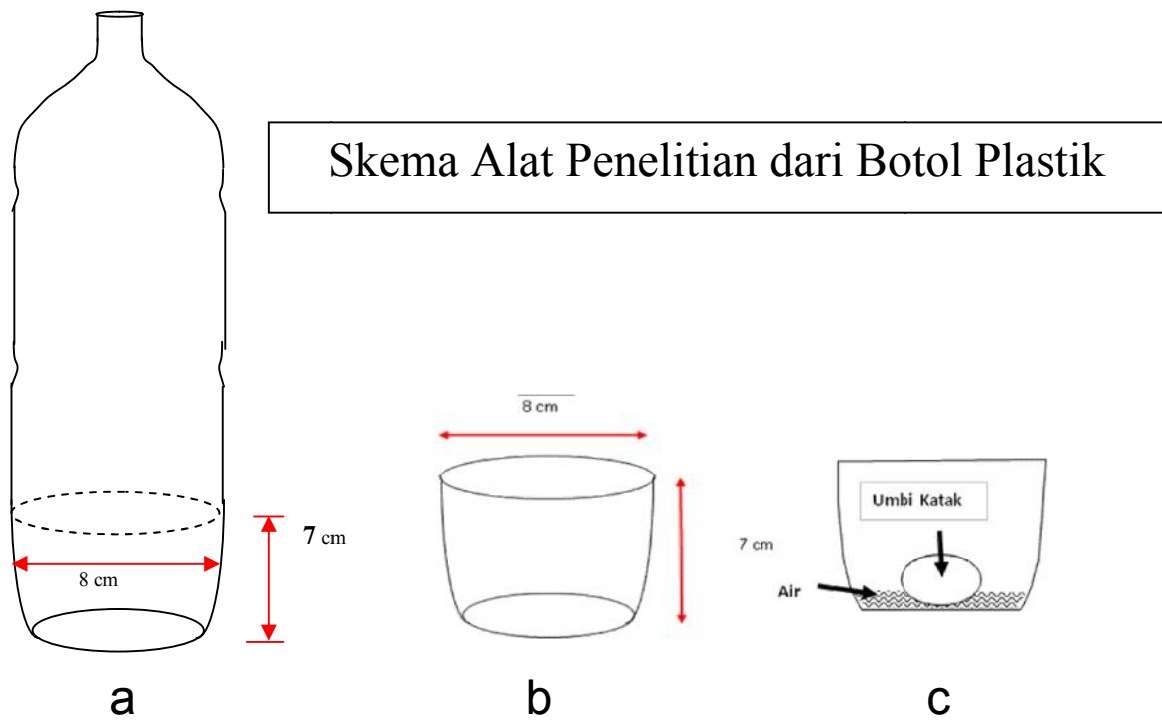 Skema Alat Penelitian dari Botol Plastik
8 cm
7 cm
8 cm
7 cm
Umbi Katak
Air
a
b
c